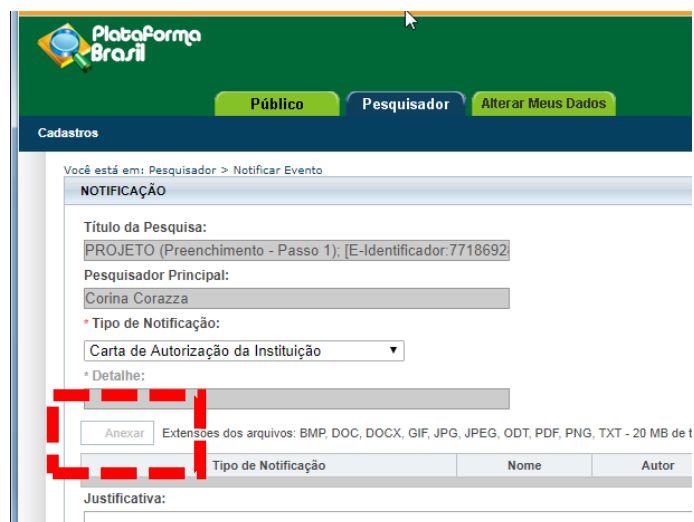 Plataforma
Brasil
Público Pesquisador Alterar Meus Dados
Cadastros
Você está em: Pesquisador > Notificar Evento
NOTIFICAÇÃO
Título da Pesquisa:
PROJETO (Preenchimento - Passo 1); [E-Identificador:7718692
Pesquisador Principal:
Corina Corazza
* Tipo de Notificação:
Carta de Autorização da Instituição
* Detalhe:
Anexar Extensões dos arquivos: BMP, DOC, DOCX, GIF, JPG, JPEG, ODT, PDF, PNG, TXT - 20 MB de t
Tipo de Notificação Nome Autor
Justificativa: